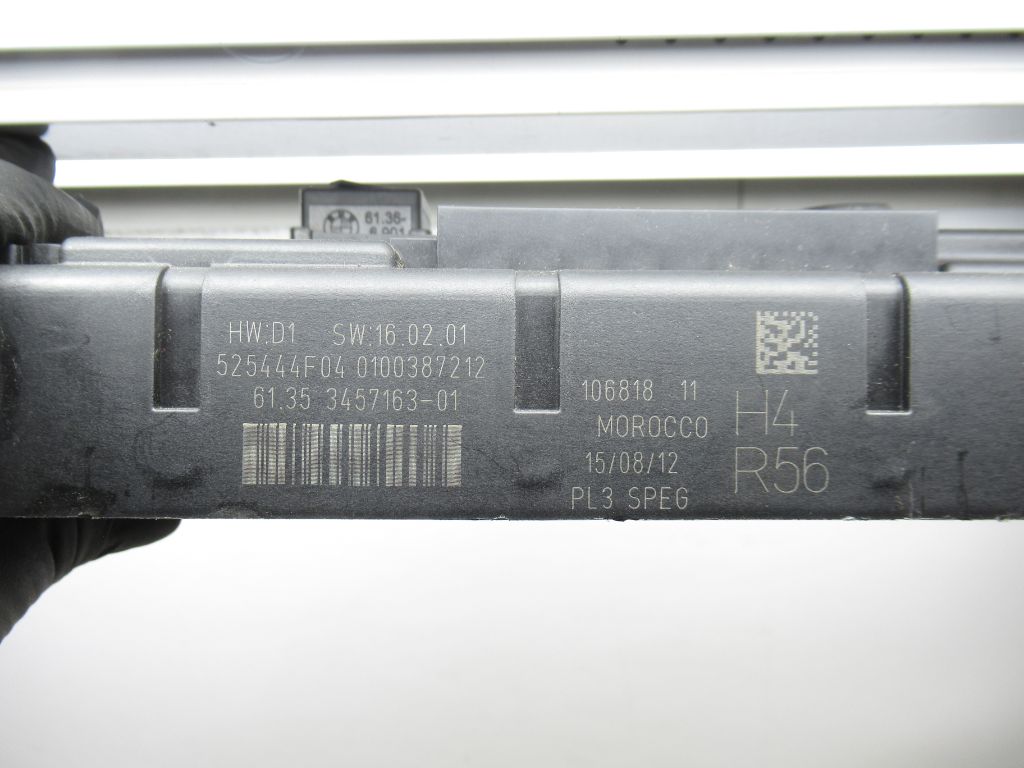 61.36-
HW:D1 SW:16.02.01
525444F04 0100387212
61.35 3457163-01
106818 11
MOROCCO
15/08/12
PL3 SPEG
H4
R56